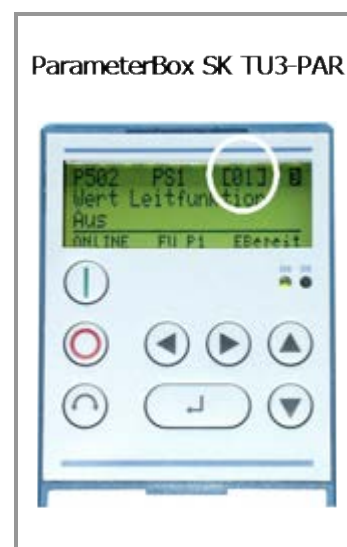 ParameterBox SK TU3-PAR
P502 PS1 [01]
Wert Leitfunktion
Aus
ONLINE FU P1 EBereit